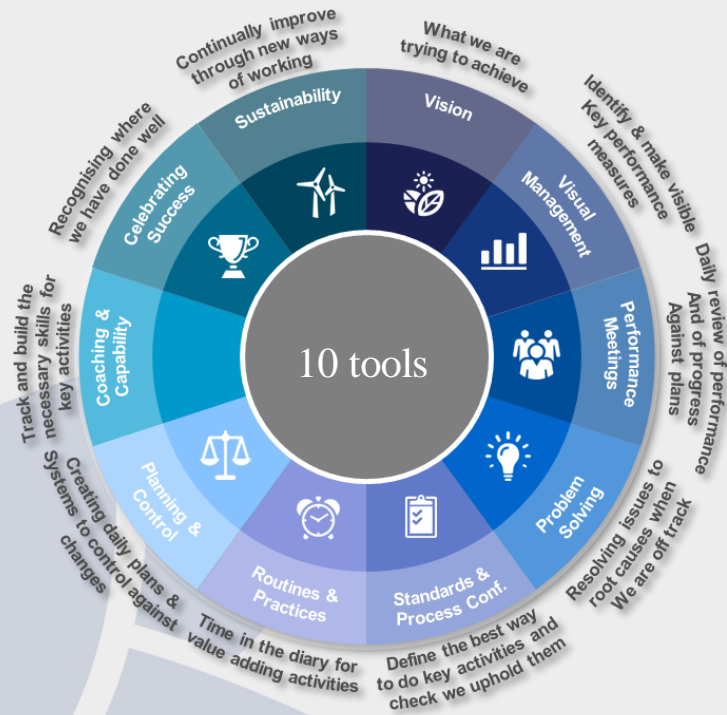 10 tools
Vision
What we are
trying to achieve
Visual
Management
Identify & make visible
Key performance
measures
Performance
Meetings
Daily review of performance
And of progress
Against plans
Problem
Solving
Resolving issues to
root causes when
We are off track
Standards &
Process Conf.
Define the best way
to do key activities and
check we uphold them
Routines &
Practices
Time in the diary for
value adding activities
Planning &
Control
Creating daily plans &
Systems to control against
changes
Coaching &
Capability
Track and build the
necessary skills for
key activities
Celebrating
Success
Recognising where
we have done well
Sustainability
Continually improve
through new ways
of working